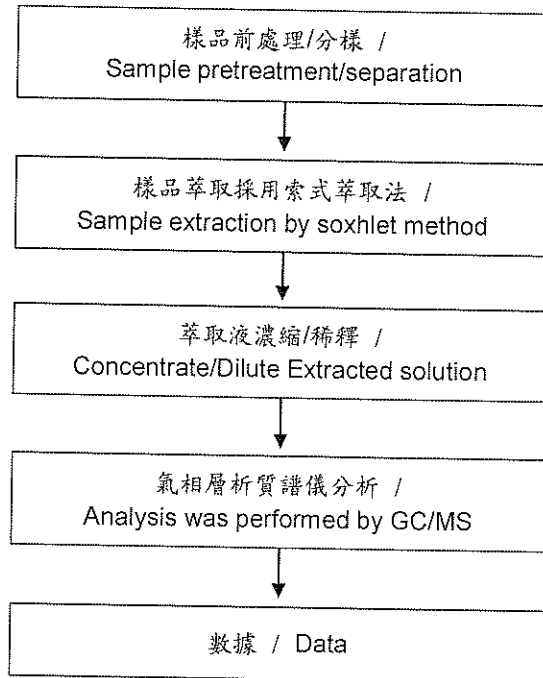 樣品前處理/分樣 /
Sample pretreatment/separation
樣品萃取採用索式萃取法 /
Sample extraction by soxhlet method
萃取液濃縮/稀釋 /
Concentrate/Dilute Extracted solution
氣相層析質譜儀分析 /
Analysis was performed by GC/MS
數據 / Data